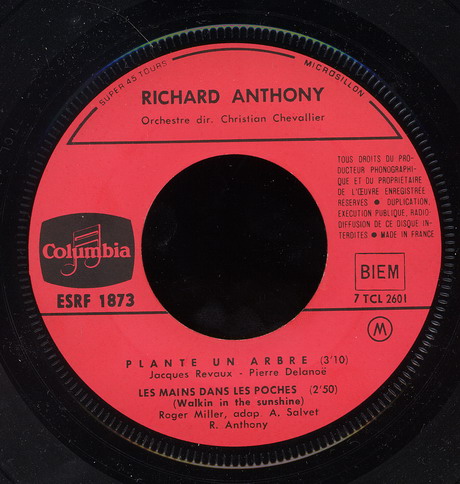 SUPER 45 TOURS
MICROSILLON
RICHARD ANTHONY
Orchestre dir. Christian Chevallier
TOUS DROITS DU PRO-
DUCTEUR PHONOGRAPHI-
QUE ET DU PROPRIÉTAIRE
DE L'ŒUVRE ENREGISTREE
RESERVES ● DUPLICATION,
EXECUTION PUBLIQUE, RADIO-
DIFFUSION DE CE DISQUE IN-
TERDITES ● MADE IN FRANCE
Columbia
ESRF 1873
BIEM
7 TCL 2601
M
PLANTE UN ARBRE (3'10)
Jacques Revaux - Pierre Delanoë
LES MAINS DANS LES POCHES (2'50)
(Walkin in the sunshine)
Roger Miller, adap. A. Salvet
R. Anthony